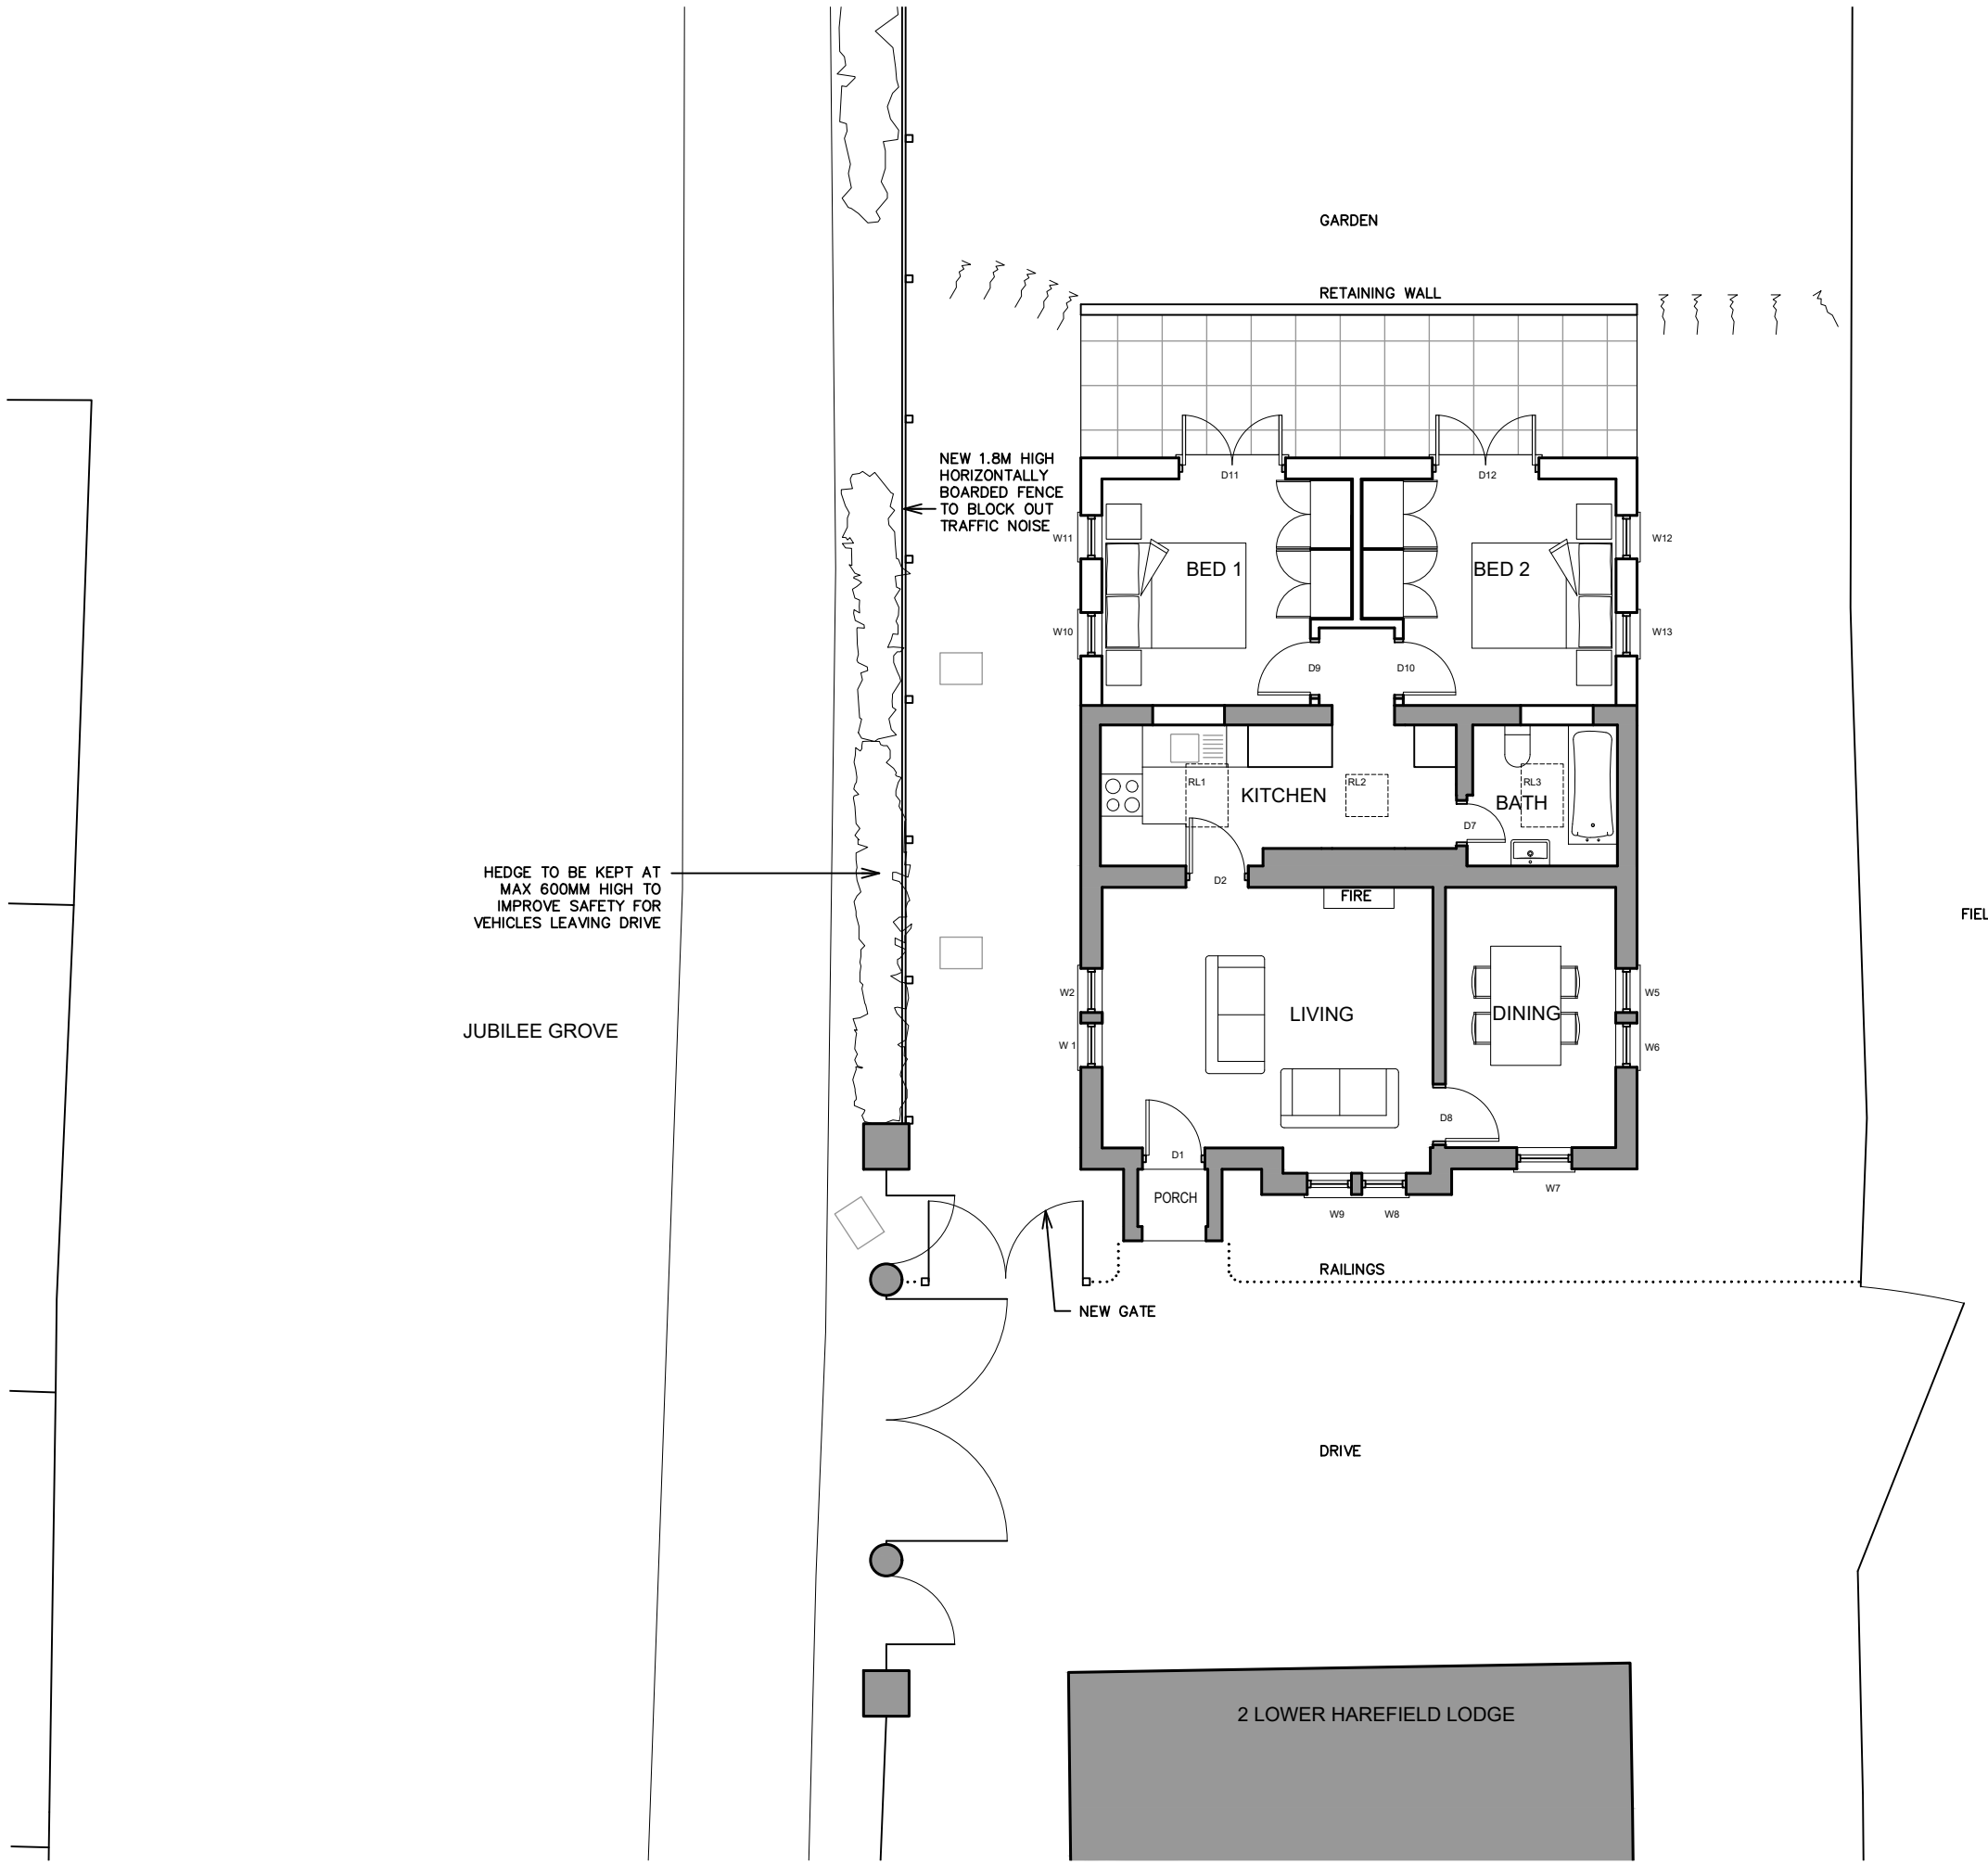 GARDEN
RETAINING WALL
NEW 1.8M HIGH
HORIZONTALLY
BOARDED FENCE
TO BLOCK OUT
TRAFFIC NOISE
D11
D12
W11
W12
BED 1
BED 2
W10
W13
D9
D10
RL1
RL2
RL3
KITCHEN
BATH
D7
HEDGE TO BE KEPT AT
MAX 600MM HIGH TO
IMPROVE SAFETY FOR
VEHICLES LEAVING DRIVE
D2
FIRE
FIEL
W2
W5
LIVING
DINING
JUBILEE GROVE
W 1
W6
D8
D1
PORCH
W7
W9
W8
RAILINGS
NEW GATE
DRIVE
2 LOWER HAREFIELD LODGE